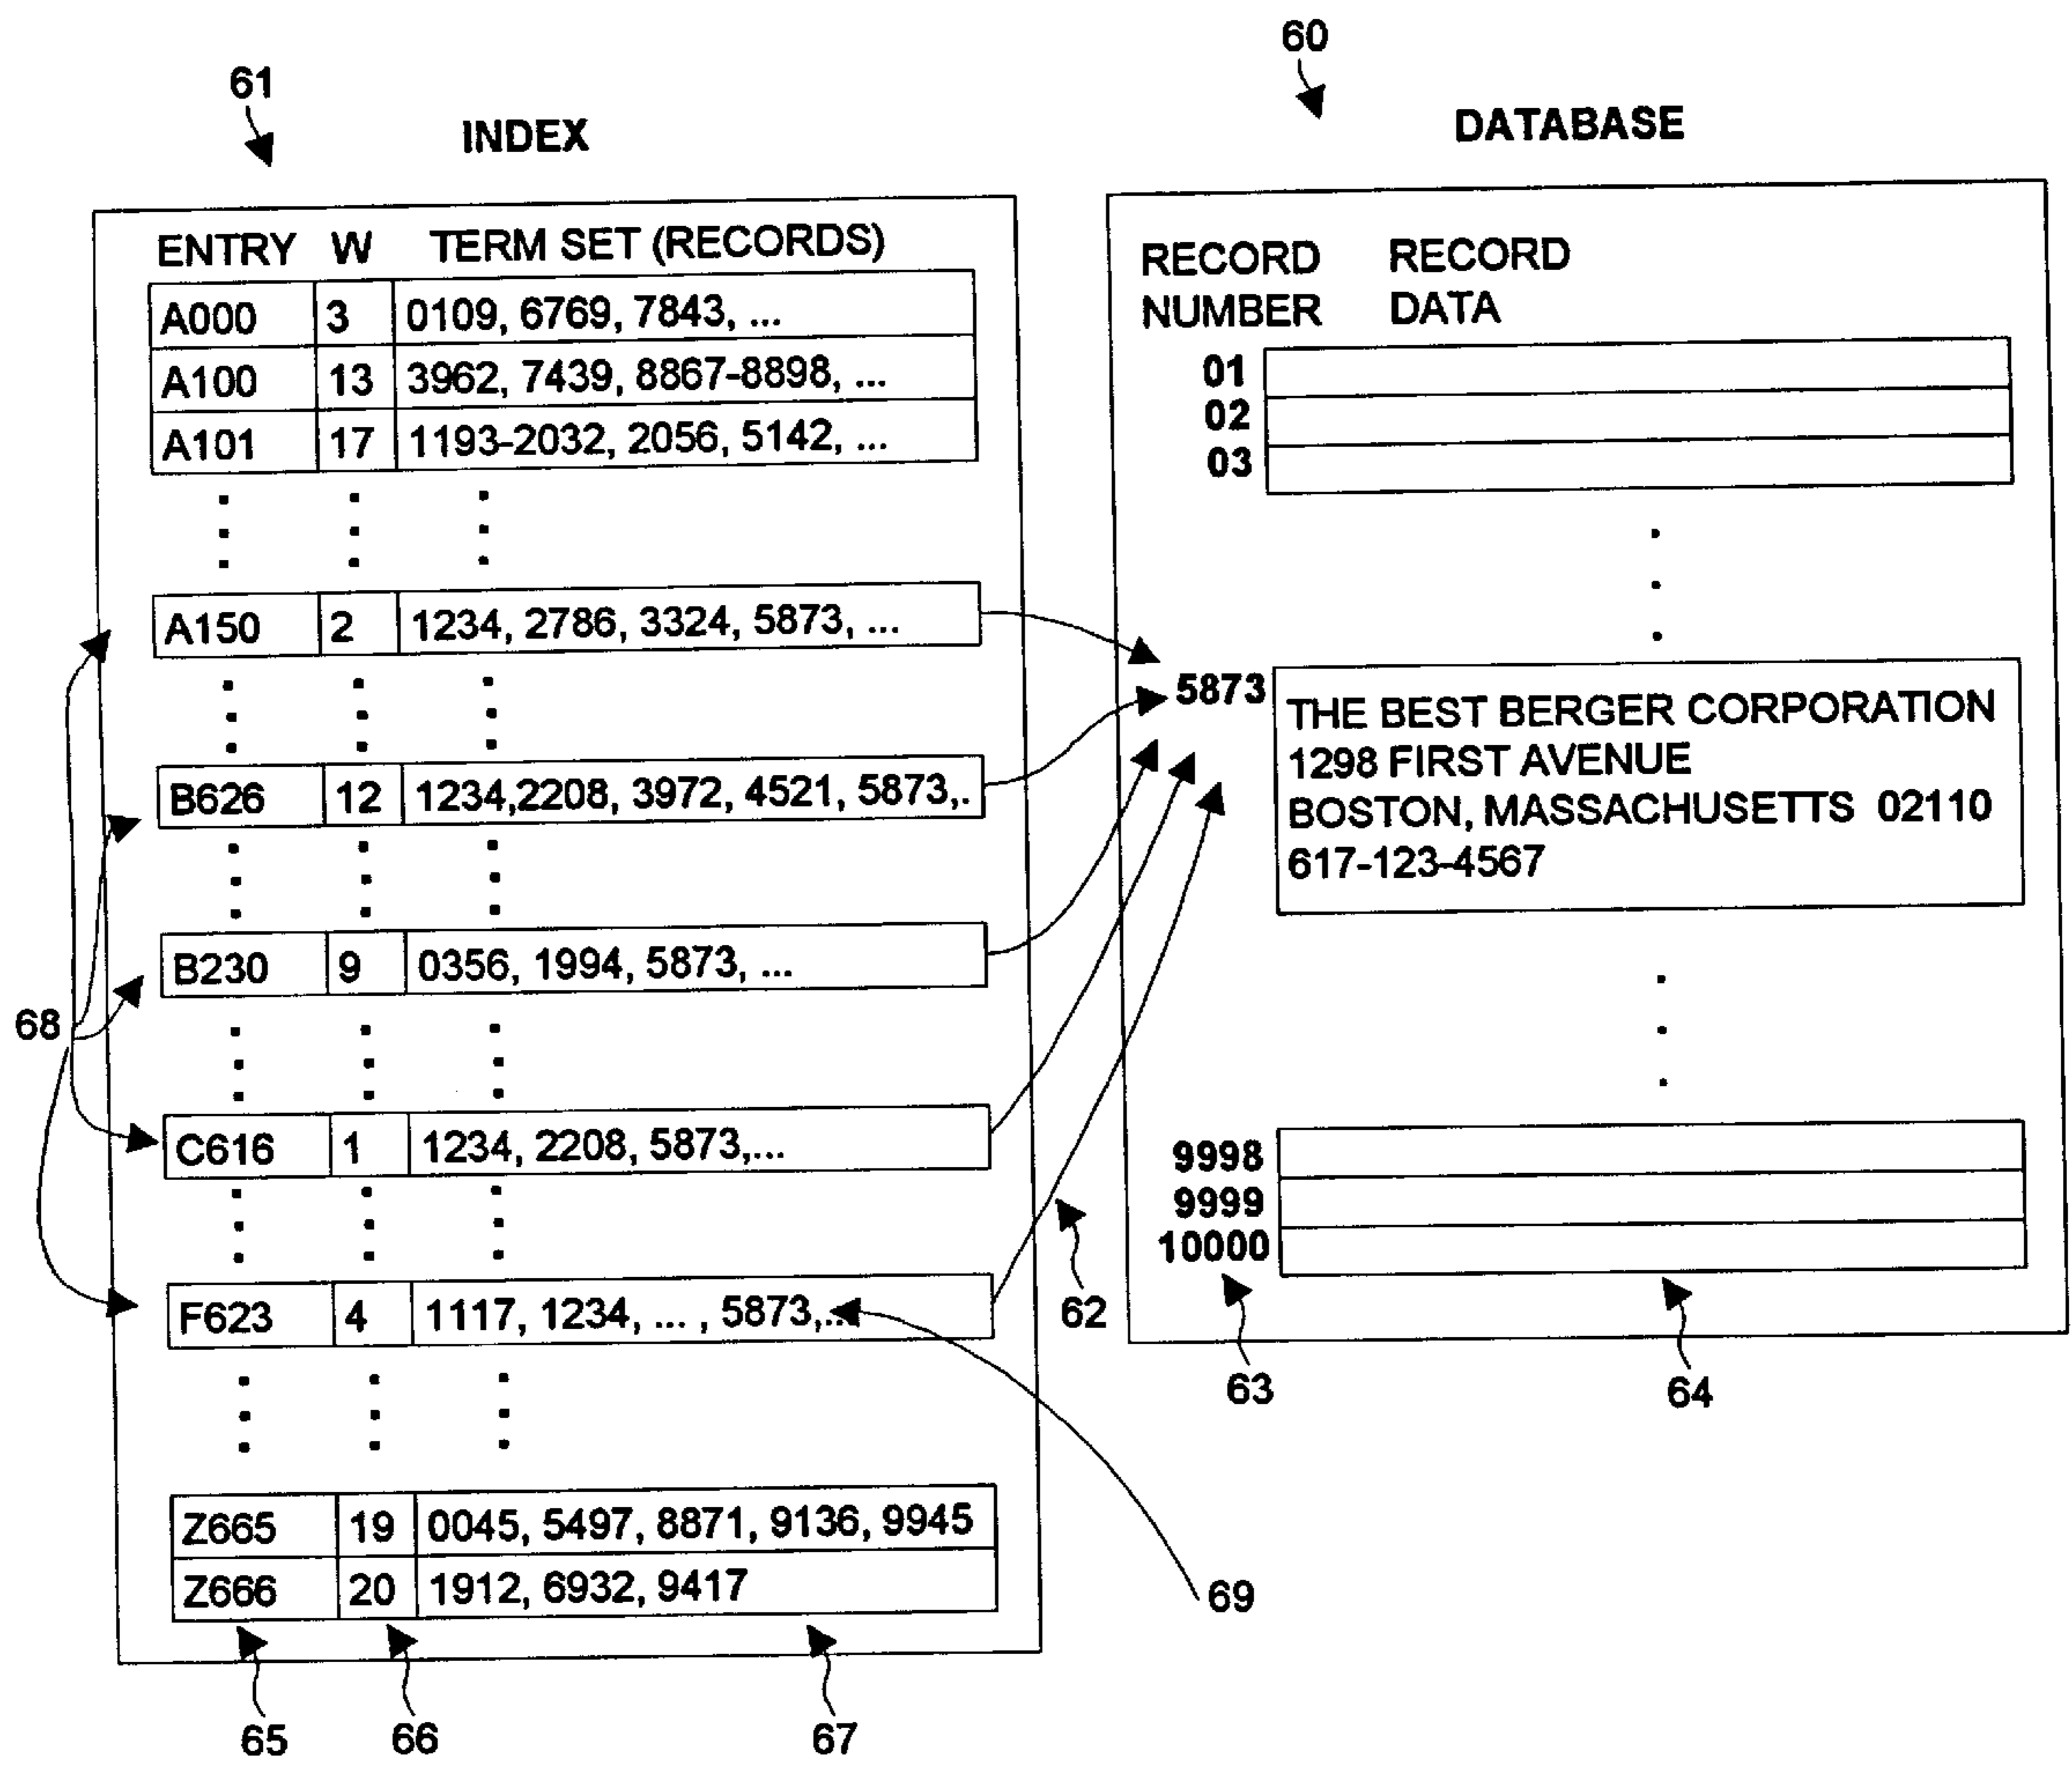 60
61
INDEX
DATABASE
ENTRY W TERM SET (RECORDS)
A000 3 0109, 6769, 7843, ...
A100 13 3962, 7439, 8867-8898, ...
A101 17 1193-2032, 2056, 5142, ...
A150 2 1234, 2786, 3324, 5873, ...
B626 12 1234,2208, 3972, 4521, 5873,.
B230 9 0356, 1994, 5873, ...
68
C616 1 1234, 2208, 5873,...
F623 4 1117, 1234, ... , 5873,...
Z665 19 0045, 5497, 8871, 9136, 9945
Z666 20 1912, 6932, 9417
65 66 67
RECORD NUMBER
RECORD DATA
01
02
03
5873
THE BEST BERGER CORPORATION
1298 FIRST AVENUE
BOSTON, MASSACHUSETTS 02110
617-123-4567
9998
9999
10000
62
63
64
69